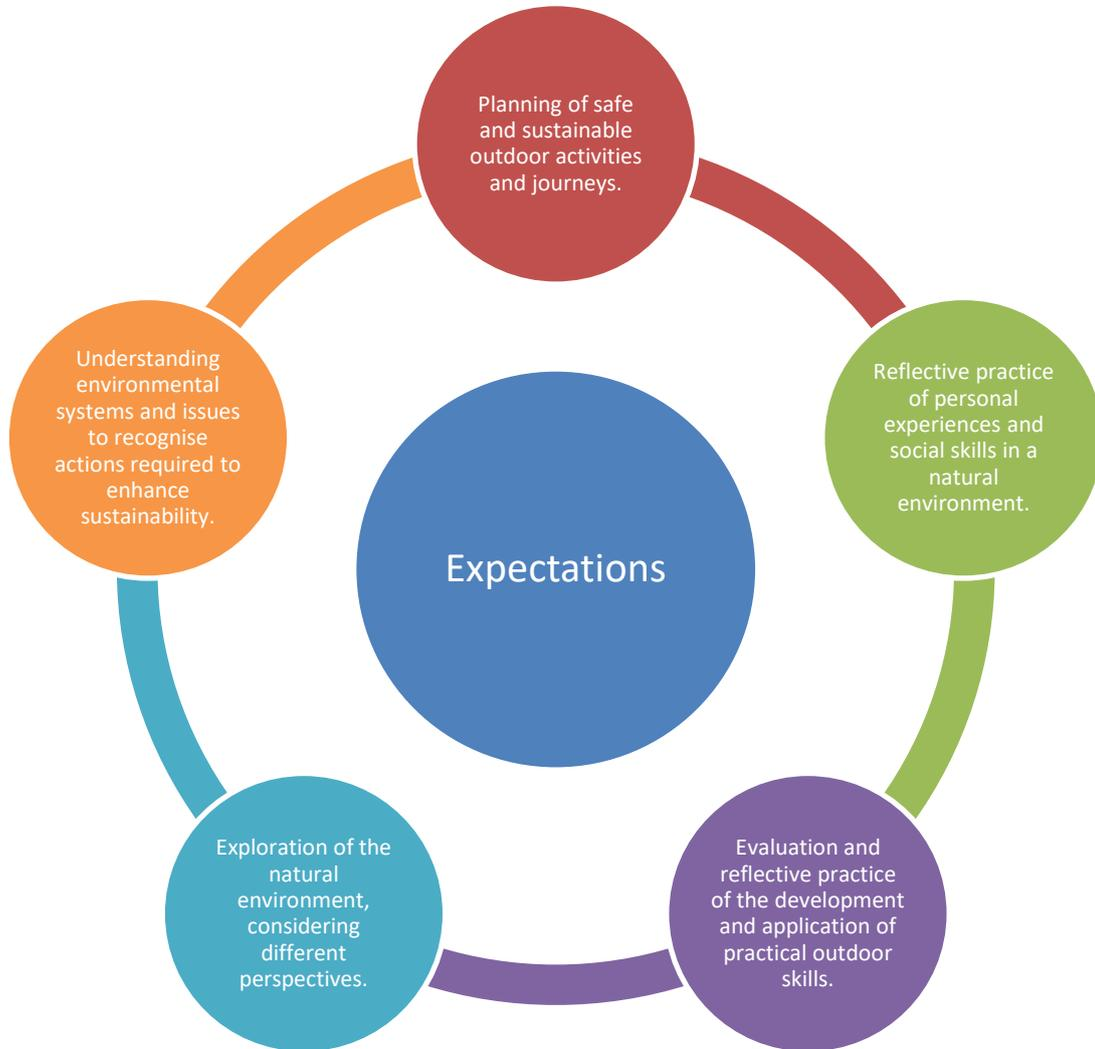 Planning of safe
and sustainable
outdoor activities
and journeys.
Reflective practice
of personal
experiences and
social skills in a
natural
environment.
Evaluation and
reflective practice
of the development
and application of
practical outdoor
skills.
Exploration of the
natural
environment,
considering
different
perspectives.
Understanding
environmental
systems and issues
to recognise
actions required to
enhance
sustainability.
Expectations